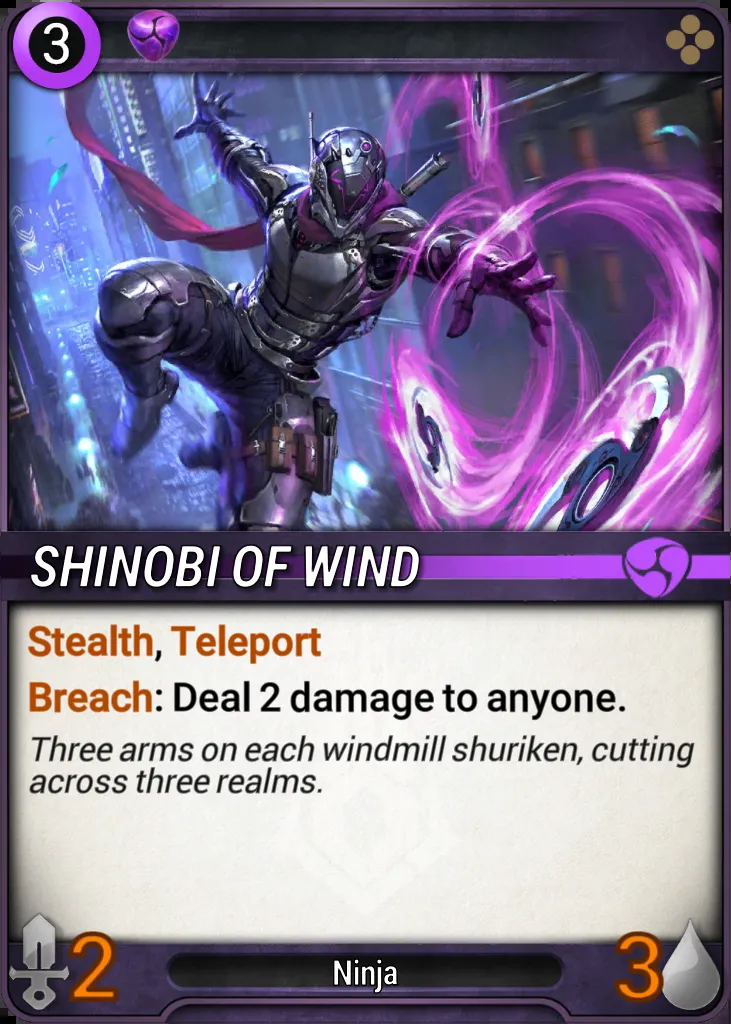 3
SHINOBI OF WIND
Stealth, Teleport
Breach: Deal 2 damage to anyone.
Three arms on each windmill shuriken, cutting
across three realms.
2
Ninja
3